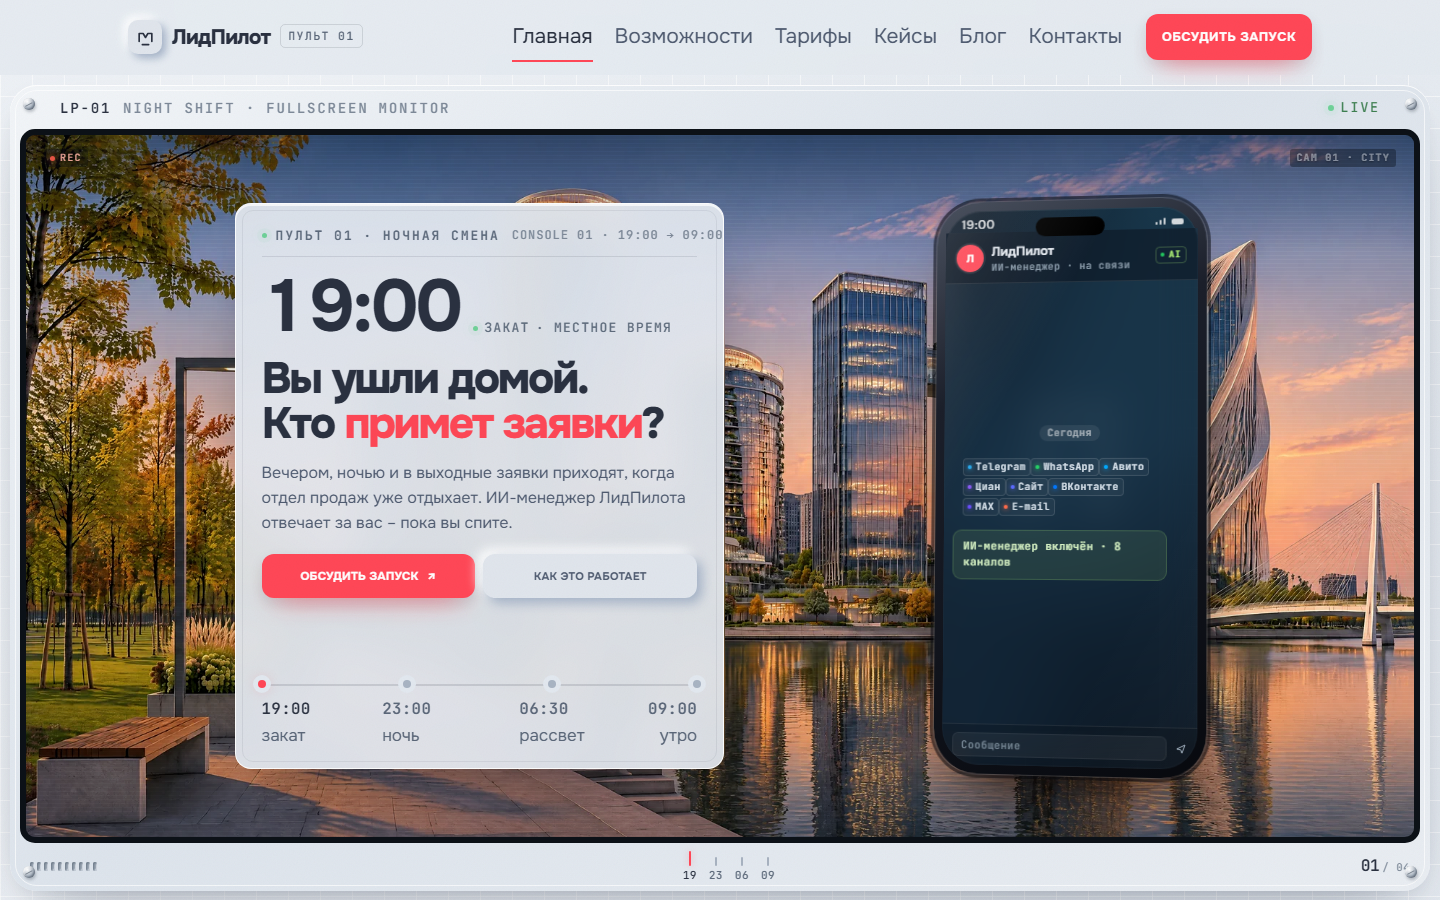 ЛидПилот ПУЛЬТ 01
Главная Возможности Тарифы Кейсы Блог Контакты ОБСУДИТЬ ЗАПУСК
LP-01 NIGHT SHIFT · FULLSCREEN MONITOR
LIVE
REC
CAM 01 · CITY
ПУЛЬТ 01 · НОЧНАЯ СМЕНА CONSOLE 01 · 19:00 → 09:00
19:00 ЗАКАТ · МЕСТНОЕ ВРЕМЯ
Вы ушли домой.
Кто примет заявки?
Вечером, ночью и в выходные заявки приходят, когда
отдел продаж уже отдыхает. ИИ-менеджер ЛидПилота
отвечает за вас – пока вы спите.
ОБСУДИТЬ ЗАПУСК ↗ КАК ЭТО РАБОТАЕТ
19:00 23:00 06:30 09:00
закат ночь рассвет утро
19:00
Л ЛидПилот
ИИ-менеджер · на связи
AI
Сегодня
Telegram WhatsApp Авито
Циан Сайт ВКонтакте
MAX E-mail
ИИ-менеджер включён · 8
каналов
Сообщение
19 23 06 09
01 /